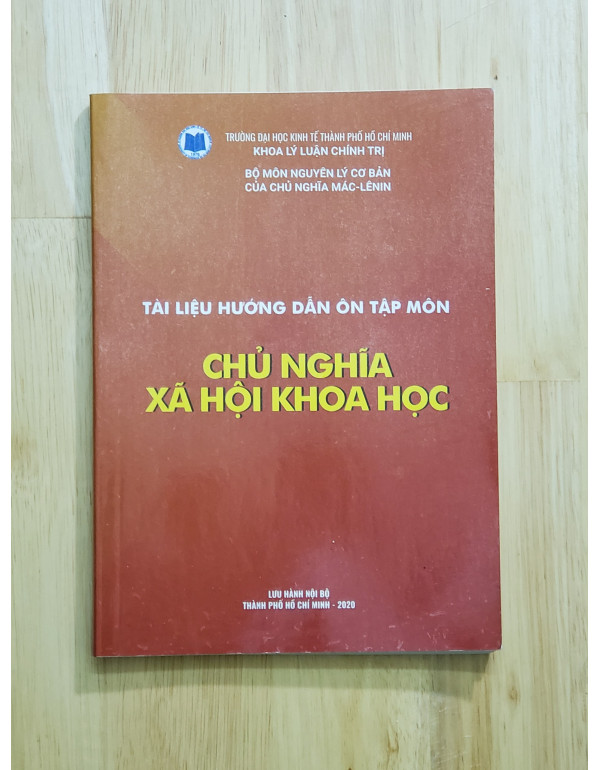 TRƯỜNG ĐẠI HỌC KINH TẾ THÀNH PHỐ HỒ CHÍ MINH
KHOA LÝ LUẬN CHÍNH TRỊ
BỘ MÔN NGUYÊN LÝ CƠ BẢN
CỦA CHỦ NGHĨA MÁC-LÊNIN
TÀI LIỆU HƯỚNG DẪN ÔN TẬP MÔN
CHỦ NGHĨA
XÃ HỘI KHOA HỌC
LƯU HÀNH NỘI BỘ
THÀNH PHỐ HỒ CHÍ MINH - 2020